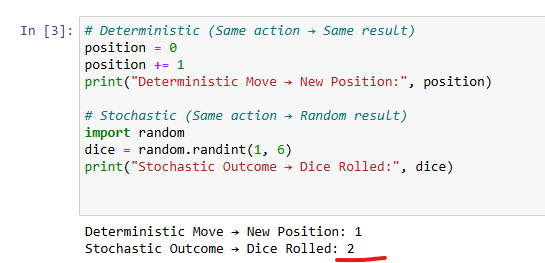 In [3]: # Deterministic (Same action → Same result)
position = 0
position += 1
print("Deterministic Move → New Position:", position)
# Stochastic (Same action → Random result)
import random
dice = random.randint(1, 6)
print("Stochastic Outcome → Dice Rolled:", dice)
Deterministic Move → New Position: 1
Stochastic Outcome → Dice Rolled: 2